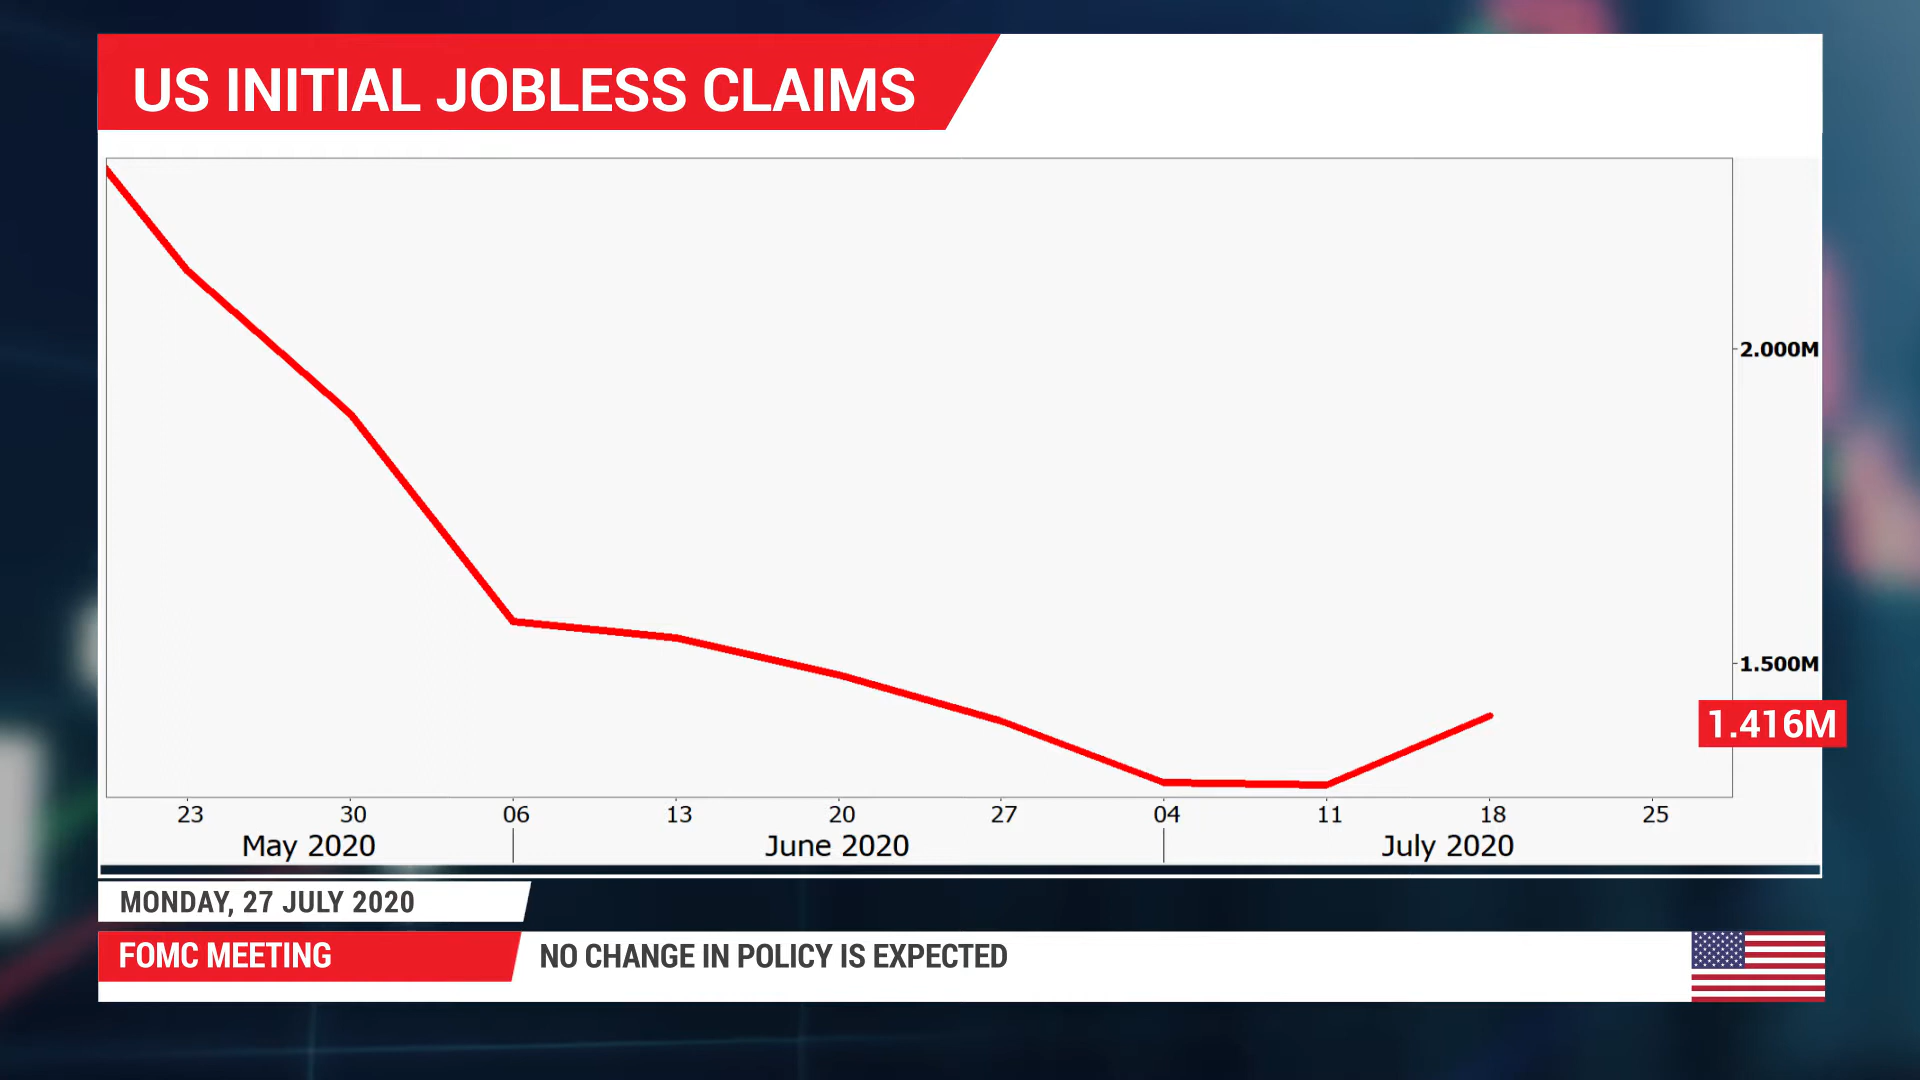 US INITIAL JOBLESS CLAIMS
2.000M
1.500M
1.416M
23 30 06 13 20 27 04 11 18 25
May 2020 June 2020 July 2020
MONDAY, 27 JULY 2020
FOMC MEETING NO CHANGE IN POLICY IS EXPECTED